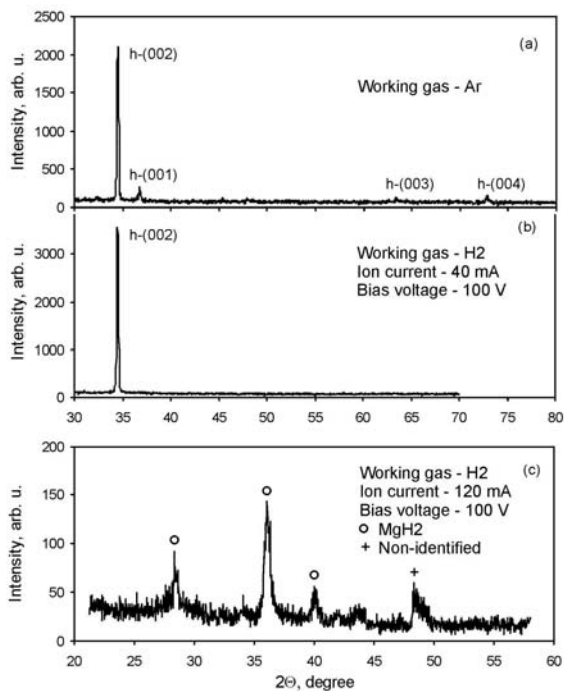 2500
(a)
h-(002)
2000
Working gas - Ar
1500
Intensity, arb. u.
1000
h-(001)
h-(003)
h-(004)
500
0
(b)
h-(002)
Working gas - H2
3000
Ion current - 40 mA
Bias voltage - 100 V
2000
Intensity, arb. u.
1000
0
30 35 40 45 50 55 60 65 70 75 80
200
Working gas - H2
(c)
Ion current - 120 mA
150
Bias voltage - 100 V
MgH2
Intensity, arb. u.
100
+ Non-identified
50
+
0
20 25 30 35 40 45 50 55 60
2Θ, degree